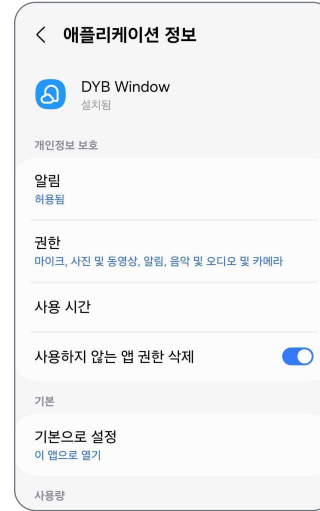 애플리케이션 정보
DYB Window
설치됨
개인정보 보호
알림
허용됨
권한
마이크, 사진 및 동영상, 알림, 음악 및 오디오 및 카메라
사용 시간
사용하지 않는 앱 권한 삭제
기본
기본으로 설정
이 앱으로 열기
사용량